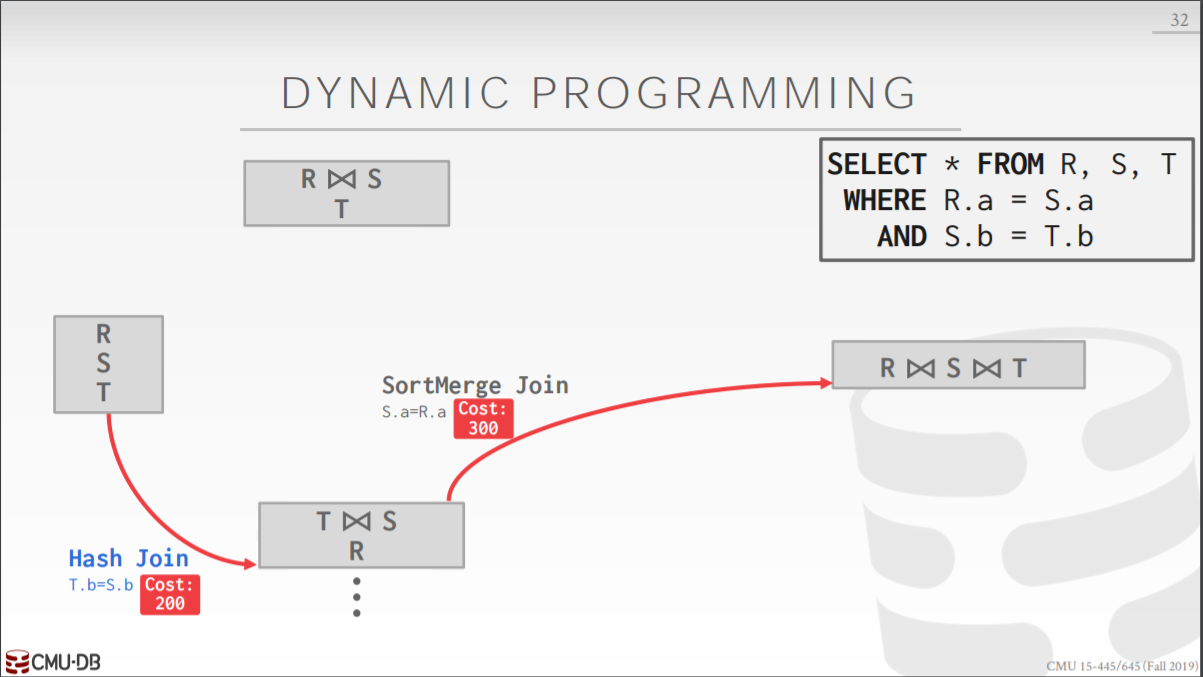 32
DYNAMIC PROGRAMMING
R ⋈ S
T
SELECT * FROM R, S, T
WHERE R.a = S.a
AND S.b = T.b
R
S
T
SortMerge Join
S.a=R.a
Cost:
300
R ⋈ S ⋈ T
T ⋈ S
R
Hash Join
T.b=S.b
Cost:
200
CMU·DB
CMU 15-445/645 (Fall 2019)